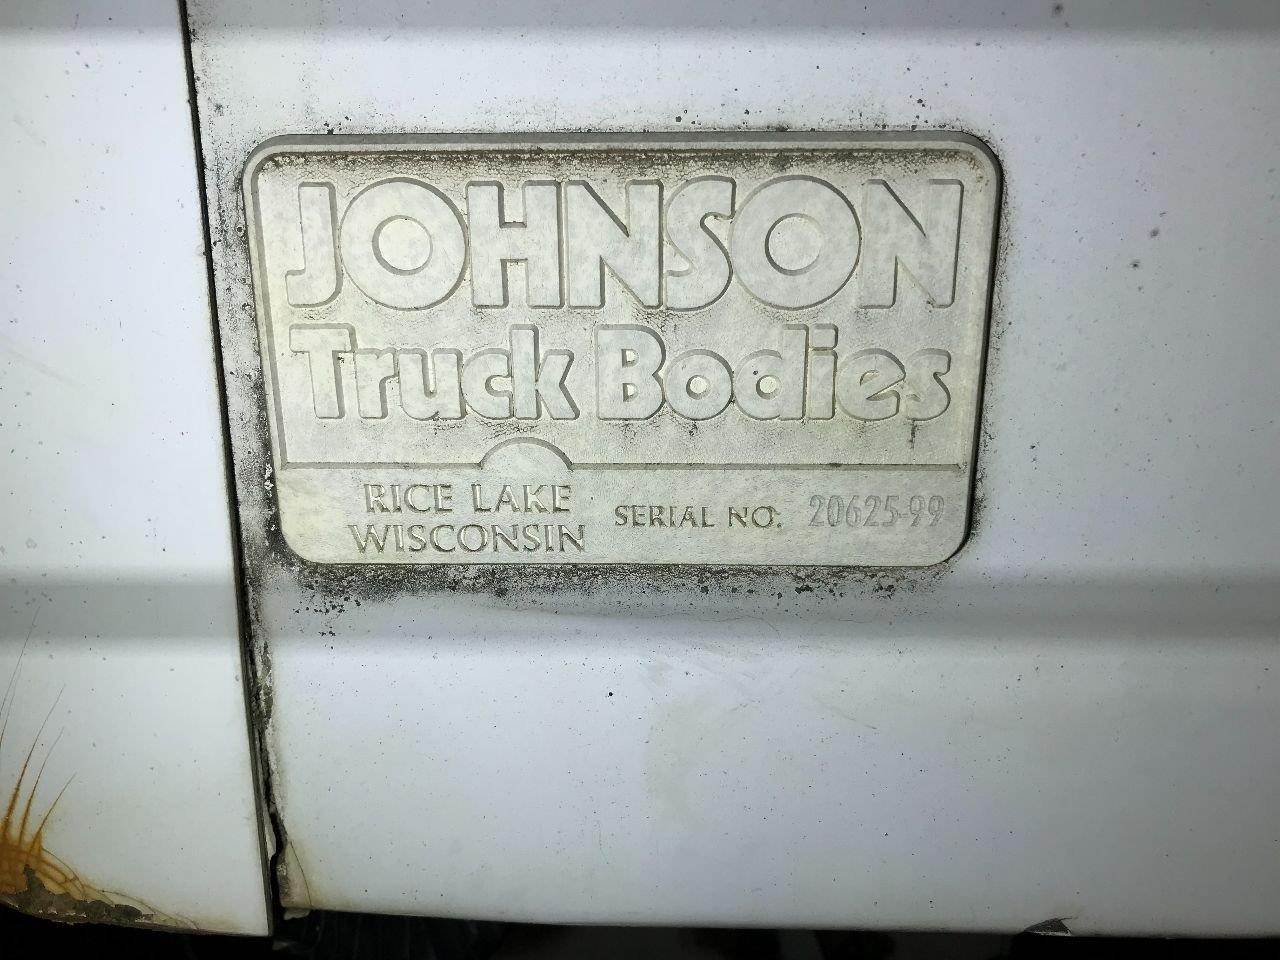 JOHNSON
Truck Bodies
RICE LAKE
WISCONSIN
SERIAL NO. 20625-99